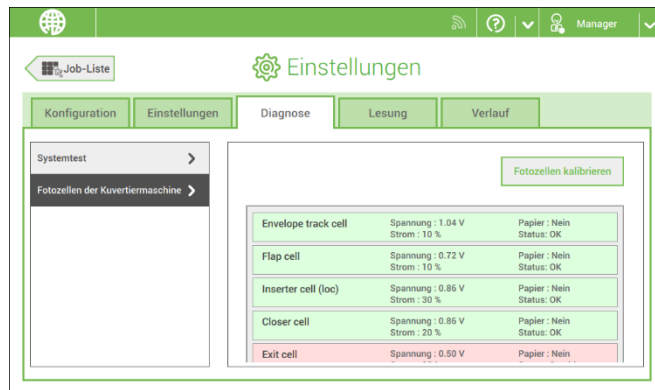 Manager
Job-Liste
Einstellungen
Konfiguration
Einstellungen
Diagnose
Lesung
Verlauf
Systemtest
Fotozellen der Kuvertiermaschine
Fotozellen kalibrieren
Envelope track cell Spannung : 1.04 V Papier : Nein
Strom : 10 % Status: OK
Flap cell Spannung : 0.72 V Papier : Nein
Strom : 10 % Status: OK
Inserter cell (loc) Spannung : 0.86 V Papier : Nein
Strom : 30 % Status: OK
Closer cell Spannung : 0.86 V Papier : Nein
Strom : 20 % Status: OK
Exit cell Spannung : 0.50 V Papier : Nein